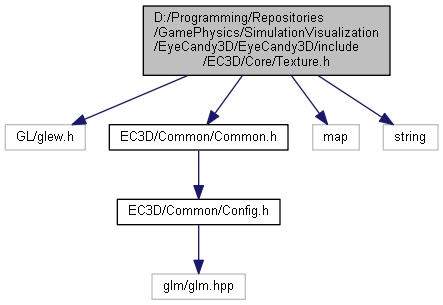 D:/Programming/Repositories
/GamePhysics/SimulationVisualization
/EyeCandy3D/EyeCandy3D/include
/EC3D/Core/Texture.h
GL/glew.h
EC3D/Common/Common.h
map
string
EC3D/Common/Config.h
glm/glm.hpp